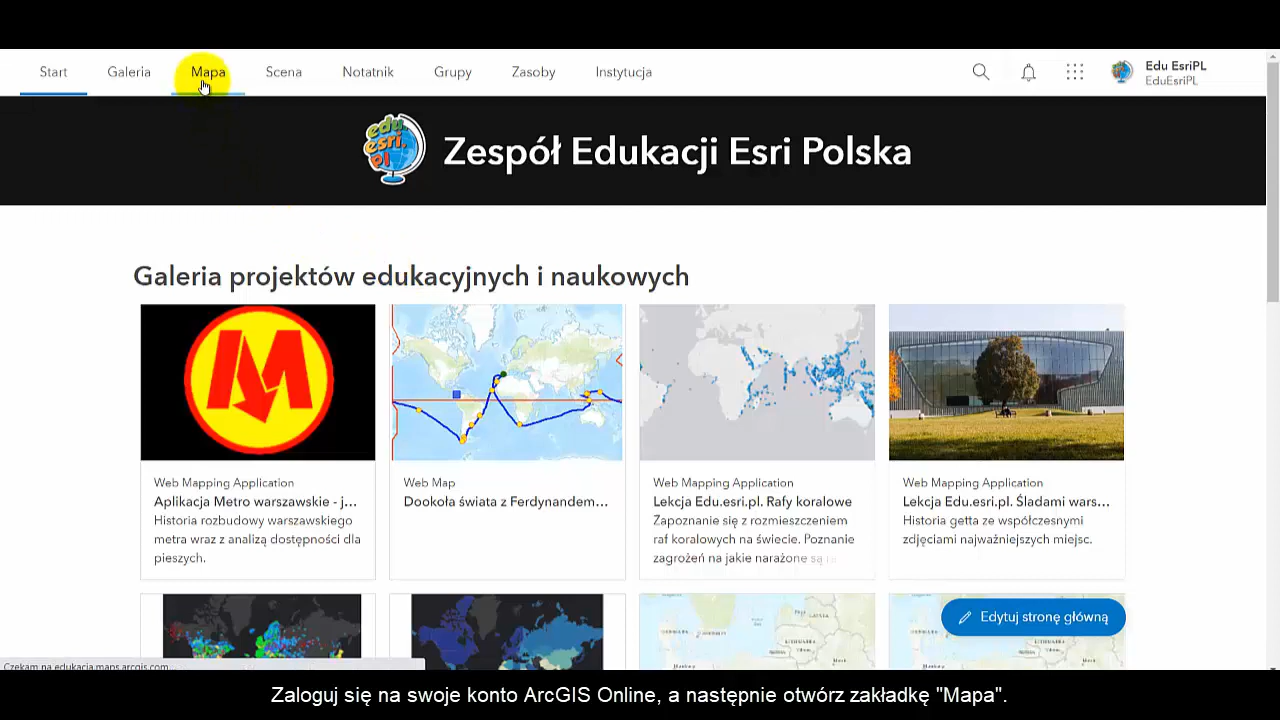 Start Galeria Mapa Scena Notatnik Grupy Zasoby Instytucja
Edu EsriPL
EduEsriPL
edu.
esri.
pl
Zespół Edukacji Esri Polska
Galeria projektów edukacyjnych i naukowych
Web Mapping Application
Aplikacja Metro warszawskie - j...
Historia rozbudowy warszawskiego
metra wraz z analizą dostępności dla
pieszych.
Web Map
Dookoła świata z Ferdynandem...
Web Mapping Application
Lekcja Edu.esri.pl. Rafy koralowe
Zapoznanie się z rozmieszczeniem
raf koralowych na świecie. Poznanie
zagrożeń na jakie narażone są ra
Web Mapping Application
Lekcja Edu.esri.pl. Śladami wars...
Historia getta ze współczesnymi
zdjęciami najważniejszych miejsc.
Edytuj stronę główną
Czekam na edukacja.maps.arcgis.com...
Zaloguj się na swoje konto ArcGIS Online, a następnie otwórz zakładkę "Mapa".